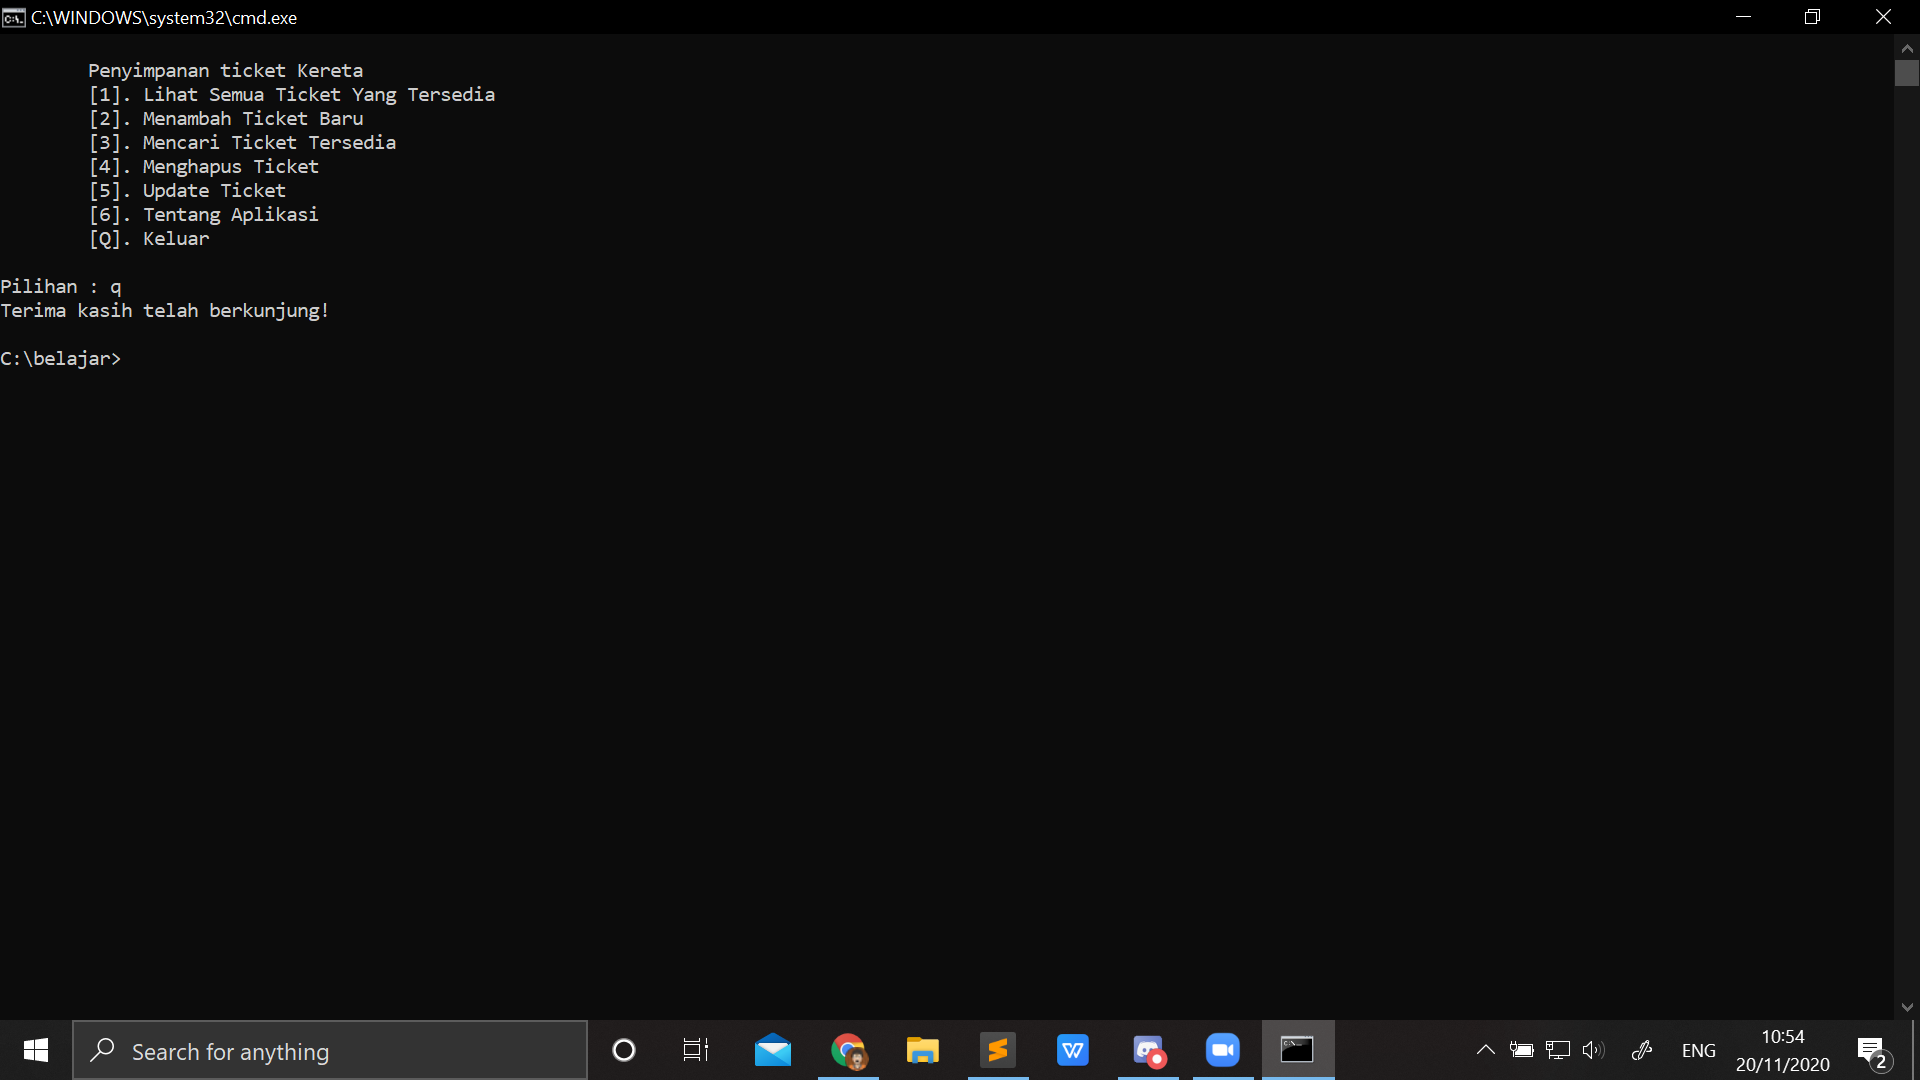 C:\WINDOWS\system32\cmd.exe
Penyimpanan ticket Kereta
[1]. Lihat Semua Ticket Yang Tersedia
[2]. Menambah Ticket Baru
[3]. Mencari Ticket Tersedia
[4]. Menghapus Ticket
[5]. Update Ticket
[6]. Tentang Aplikasi
[Q]. Keluar
Pilihan : q
Terima kasih telah berkunjung!
C:\belajar>
Search for anything
ENG
10:54
20/11/2020
2